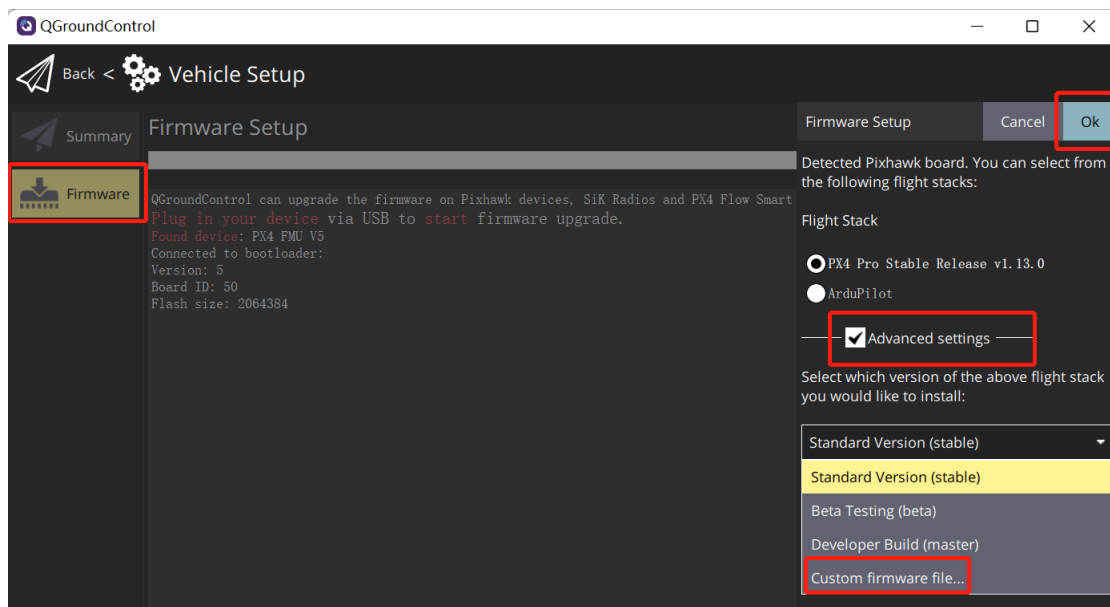 QGroundControl
Back < Vehicle Setup
Summary
Firmware
Firmware Setup
QGroundControl can upgrade the firmware on Pixhawk devices, SiK Radios and PX4 Flow Smart
Plug in your device via USB to start firmware upgrade.
Found device: PX4 FMU V5
Connected to bootloader:
Version: 5
Board ID: 50
Flash size: 2064384
Firmware Setup
Cancel
Ok
Detected Pixhawk board. You can select from
the following flight stacks:
Flight Stack
PX4 Pro Stable Release v1.13.0
ArduPilot
Advanced settings
Select which version of the above flight stack
you would like to install:
Standard Version (stable)
Standard Version (stable)
Beta Testing (beta)
Developer Build (master)
Custom firmware file...